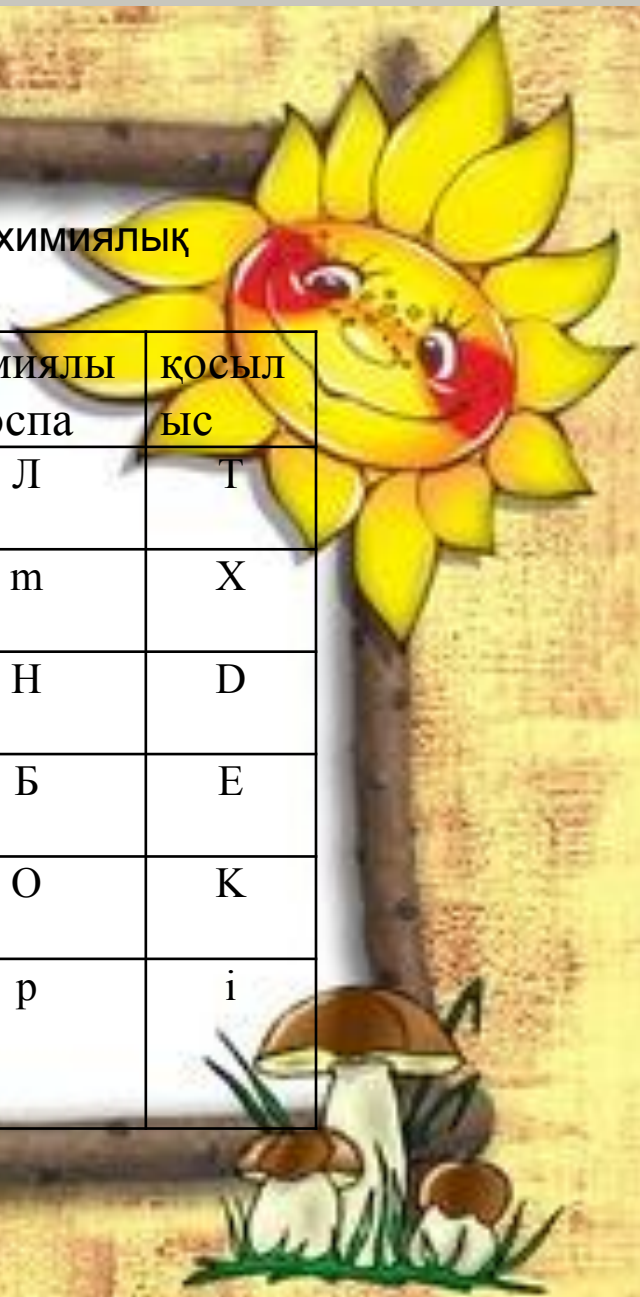 химиялық
миялы қосыл
оспа ыс
Л Т
m Х
Н D
Б Е
О К
р і